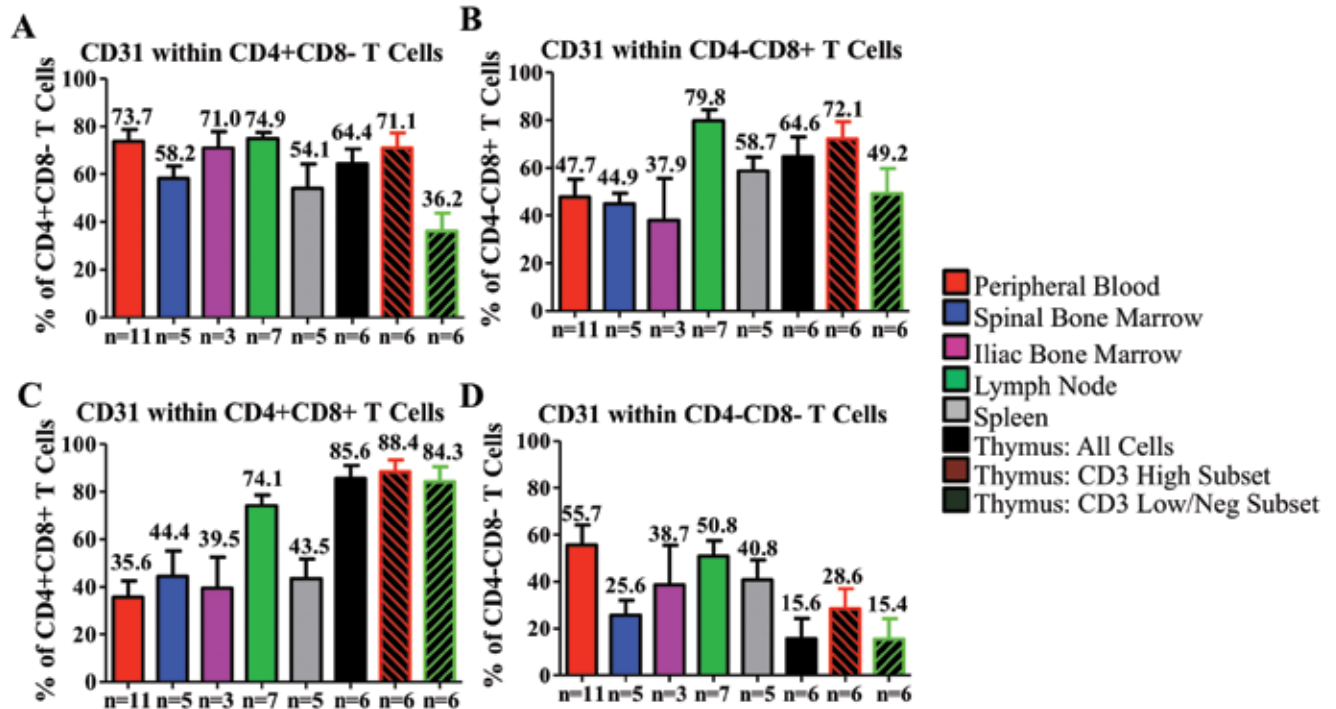 A
CD31 within CD4+CD8- T Cells
% of CD4+CD8- T Cells
100
80
60
40
20
0
73.7
58.2
71.0
74.9
54.1
64.4
71.1
36.2
n=11 n=5 n=3 n=7 n=5 n=6 n=6 n=6
B
CD31 within CD4-CD8+ T Cells
% of CD4-CD8+ T Cells
100
80
60
40
20
0
47.7
44.9
37.9
79.8
58.7
64.6
72.1
49.2
n=11 n=5 n=3 n=7 n=5 n=6 n=6 n=6
Peripheral Blood
Spinal Bone Marrow
Iliac Bone Marrow
Lymph Node
Spleen
Thymus: All Cells
Thymus: CD3 High Subset
Thymus: CD3 Low/Neg Subset
C
CD31 within CD4+CD8+ T Cells
% of CD4+CD8+ T Cells
100
80
60
40
20
0
35.6
44.4
39.5
74.1
43.5
85.6
88.4
84.3
n=11 n=5 n=3 n=7 n=5 n=6 n=6 n=6
D
CD31 within CD4-CD8- T Cells
% of CD4-CD8- T Cells
100
80
60
40
20
0
55.7
25.6
38.7
50.8
40.8
15.6
28.6
15.4
n=11 n=5 n=3 n=7 n=5 n=6 n=6 n=6